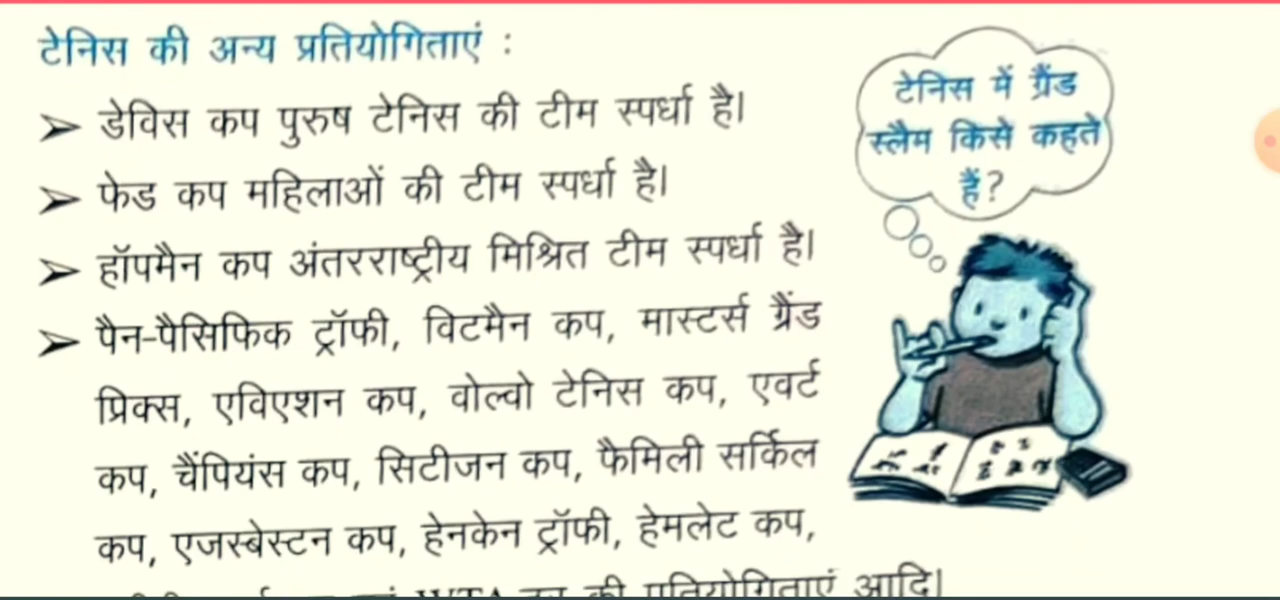 टेनिस की अन्य प्रतियोगिताएं :
➢ डेविस कप पुरुष टेनिस की टीम स्पर्धा है।
➢ फेड कप महिलाओं की टीम स्पर्धा है।
➢ हॉपमैन कप अंतरराष्ट्रीय मिश्रित टीम स्पर्धा है।
➢ पैन-पैसिफिक ट्रॉफी, विटमैन कप, मास्टर्स ग्रैंड
प्रिक्स, एविएशन कप, वोल्वो टेनिस कप, एवर्ट
कप, चैंपियंस कप, सिटीजन कप, फैमिली सर्किल
कप, एजस्बेस्टन कप, हेनकेन ट्रॉफी, हेमलेट कप,
की प्रतियोगिताएं आदि।
टेनिस में ग्रैंड
स्लैम किसे कहते
हैं?